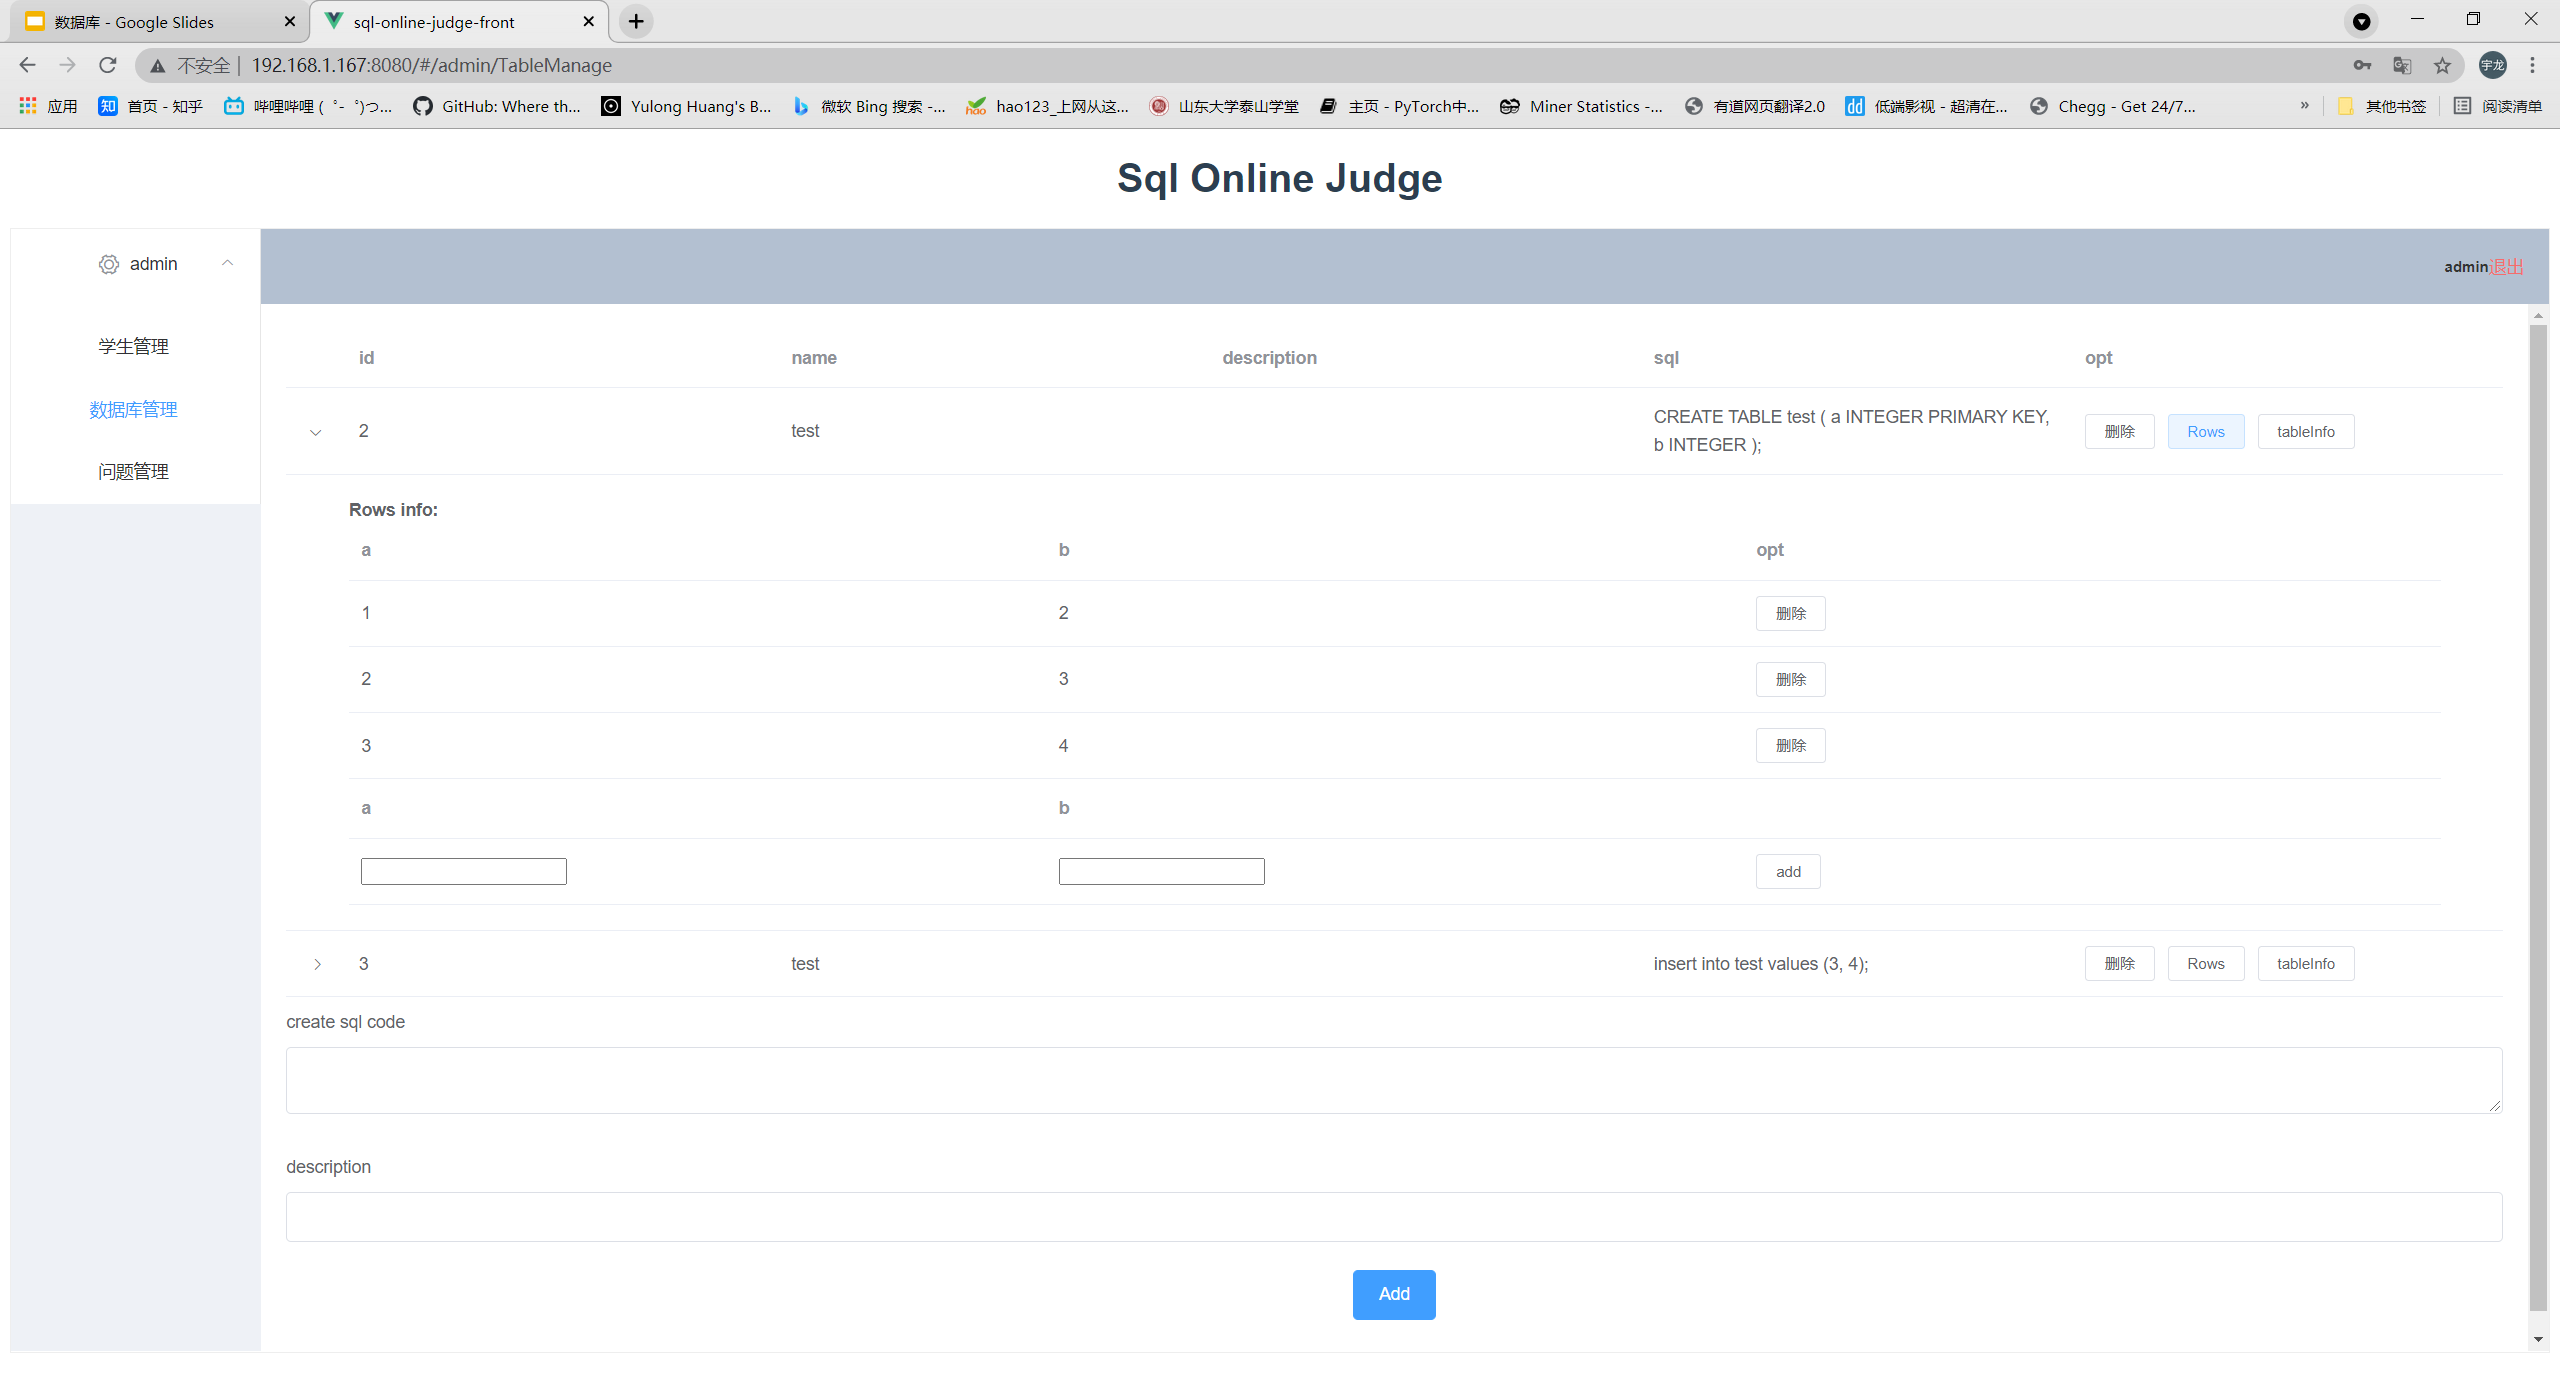 数据库 - Google Slides
sql-online-judge-front
不安全 | 192.168.1.167:8080/#/admin/TableManage
宇龙
应用
知 首页 - 知乎
哔哩哔哩 (゜-゜)つ...
GitHub: Where th...
Yulong Huang's B...
微软 Bing 搜索 -...
hao hao123_上网从这...
山东大学泰山学堂
主页 - PyTorch中...
Miner Statistics -...
有道网页翻译2.0
dd 低端影视 - 超清在...
Chegg - Get 24/7...
»
其他书签
阅读清单
Sql Online Judge
admin
admin退出
学生管理
数据库管理
问题管理
id name description sql opt
2 test CREATE TABLE test ( a INTEGER PRIMARY KEY,
b INTEGER );
删除 Rows tableInfo
Rows info:
a b opt
1 2 删除
2 3 删除
3 4 删除
a b
add
3 test insert into test values (3, 4); 删除 Rows tableInfo
create sql code
description
Add